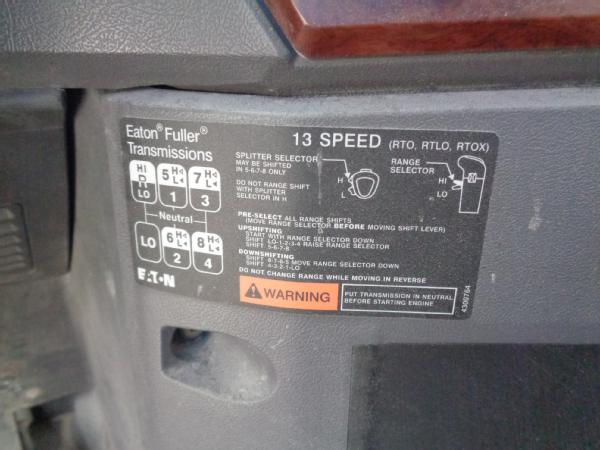 Eaton® Fuller®
Transmissions
13 SPEED (RTO, RTLO, RTOX)
HI
R
LO
5 H L
1
7 H L
3
Neutral
LO
6 H L
2
8 H L
4
EATON
SPLITTER SELECTOR
MAY BE SHIFTED
IN 5-6-7-8 ONLY
DO NOT RANGE SHIFT
WITH SPLITTER
SELECTOR IN H
H
L
RANGE
SELECTOR
HI
LO
PRE-SELECT ALL RANGE SHIFTS
(MOVE RANGE SELECTOR BEFORE MOVING SHIFT LEVER)
UPSHIFTING
START WITH RANGE SELECTOR DOWN
SHIFT LO-1-2-3-4 RAISE RANGE SELECTOR
SHIFT 5-6-7-8
DOWNSHIFTING
SHIFT 8-7-6-5 MOVE RANGE SELECTOR DOWN
SHIFT 4-3-2-1-LO
DO NOT CHANGE RANGE WHILE MOVING IN REVERSE
WARNING
PUT TRANSMISSION IN NEUTRAL
BEFORE STARTING ENGINE